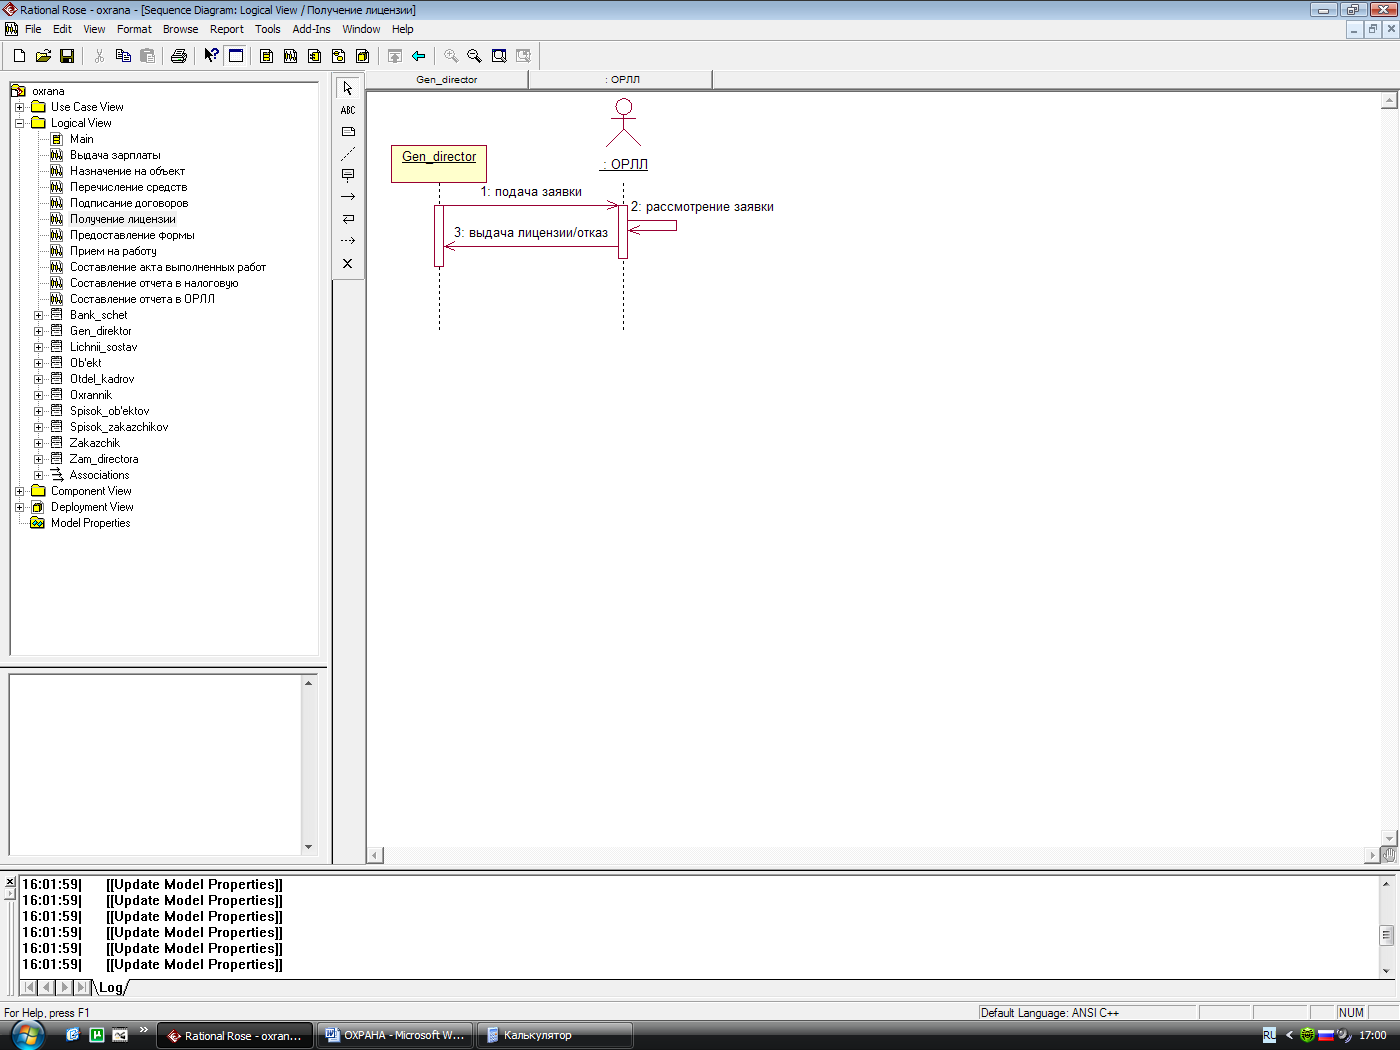 Rational Rose - oxrana - [Sequence Diagram: Logical View / Получение лицензии]
File Edit View Format Browse Report Tools Add-Ins Window Help
ABC
oxrana
Use Case View
Logical View
Main
Выдача зарплаты
Назначение на объект
Перечисление средств
Подписание договоров
Получение лицензии
Предоставление формы
Прием на работу
Составление акта выполненных работ
Составление отчета в налоговую
Составление отчета в ОРЛЛ
Bank_schet
Gen_direktor
Lichnii_sostav
Ob'ekt
Otdel_kadrov
Oxrannik
Spisok_ob'ektov
Spisok_zakazchikov
Zakazchik
Zam_directora
Associations
Component View
Deployment View
Model Properties
Gen_director
: ОРЛЛ
Gen_director
: ОРЛЛ
1: подача заявки
2: рассмотрение заявки
3: выдача лицензии/отказ
16:01:59| [[Update Model Properties]]
16:01:59| [[Update Model Properties]]
16:01:59| [[Update Model Properties]]
16:01:59| [[Update Model Properties]]
16:01:59| [[Update Model Properties]]
16:01:59| [[Update Model Properties]]
Log
For Help, press F1
Default Language: ANSI C++
NUM
Rational Rose - oxran...
ОХРАНА - Microsoft W...
Калькулятор
RL
17:00